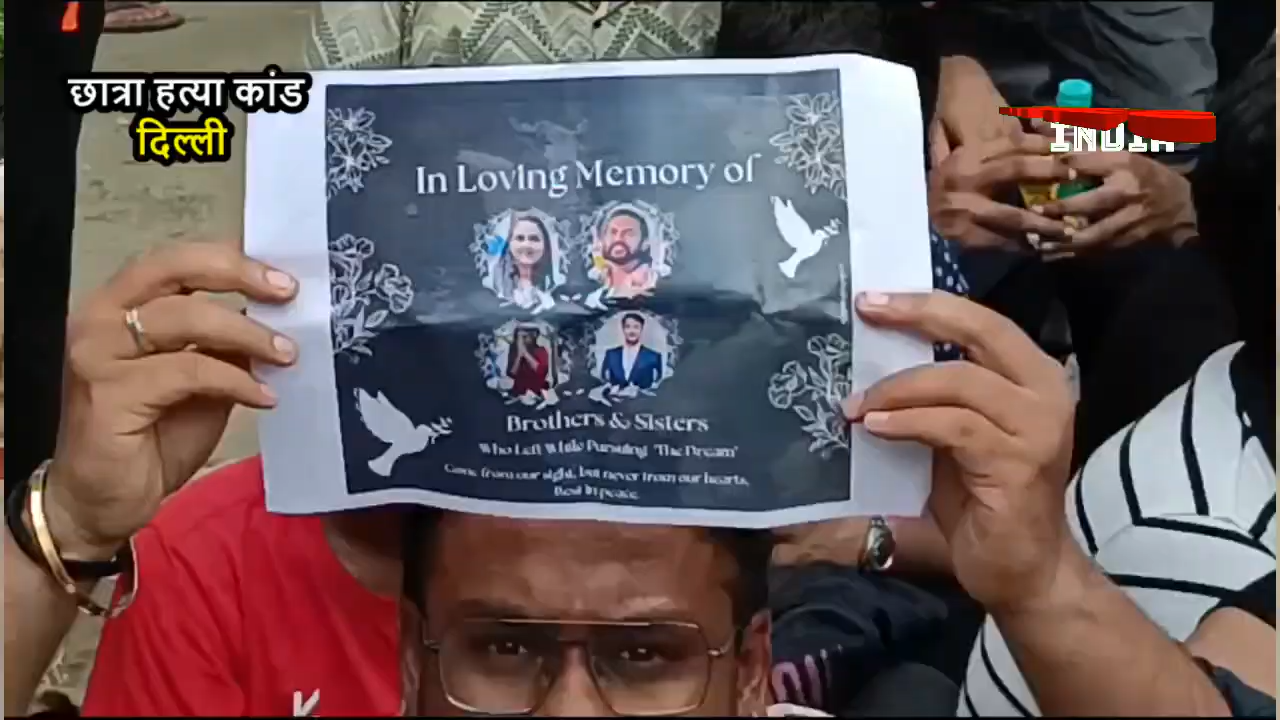 छात्रा हत्या कांड
दिल्ली
INDIA
In Loving Memory of
Brothers & Sisters
Who Left While Pursuing 'The Dream'
Gone from our sight, but never from our hearts,
Rest in peace
K